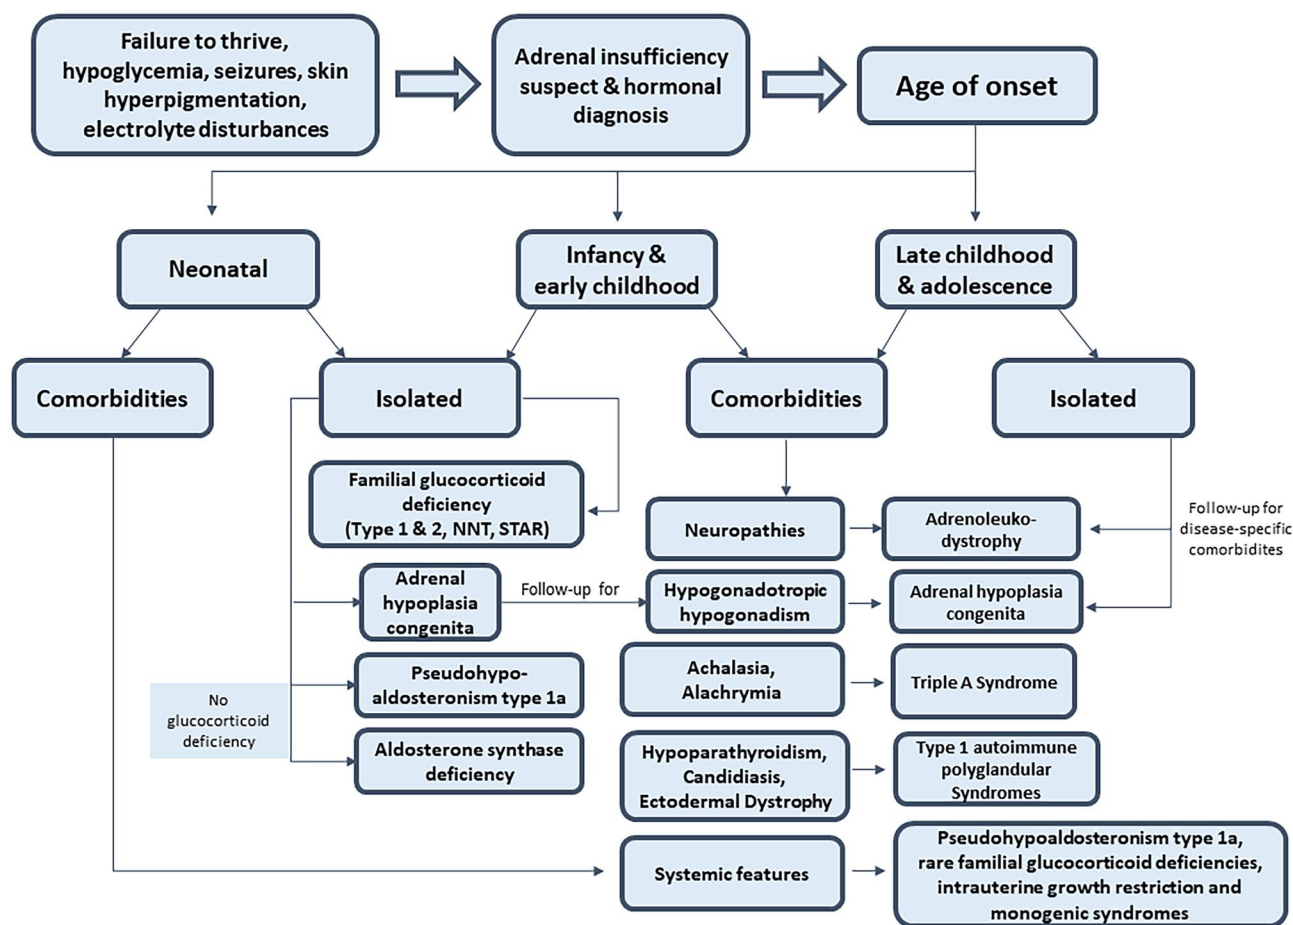 Failure to thrive,
hypoglycemia, seizures, skin
hyperpigmentation,
electrolyte disturbances
Adrenal insufficiency
suspect & hormonal
diagnosis
Age of onset
Neonatal
Infancy &
early childhood
Late childhood
& adolescence
Comorbidities
Isolated
Comorbidities
Isolated
Familial glucocorticoid
deficiency
(Type 1 & 2, NNT, STAR)
Neuropathies
Adrenoleuko-
dystrophy
Follow-up for
disease-specific
comorbidites
Adrenal
hypoplasia
congenita
Follow-up for
Hypogonadotropic
hypogonadism
Adrenal hypoplasia
congenita
Pseudohypo-
aldosteronism type 1a
Achalasia,
Alachrymia
Triple A Syndrome
No
glucocorticoid
deficiency
Aldosterone synthase
deficiency
Hypoparathyroidism,
Candidiasis,
Ectodermal Dystrophy
Type 1 autoimmune
polyglandular
Syndromes
Systemic features
Pseudohypoaldosteronism type 1a,
rare familial glucocorticoid deficiencies,
intrauterine growth restriction and
monogenic syndromes